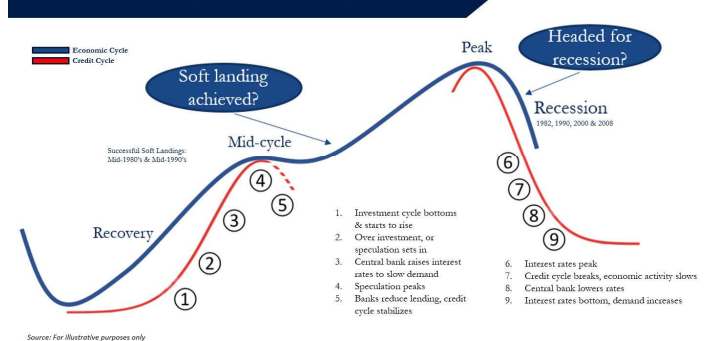 Economic Cycle
Credit Cycle
Soft landing
achieved?
Peak
Headed for
recession?
Recession
1982, 1990, 2000 & 2008
Successful Soft Landings:
Mid-1980's & Mid-1990's
Mid-cycle
Recovery
1
2
3
4
5
6
7
8
9
1. Investment cycle bottoms
& starts to rise
2. Over investment, or
speculation sets in
3. Central bank raises interest
rates to slow demand
4. Speculation peaks
5. Banks reduce lending, credit
cycle stabilizes
6. Interest rates peak
7. Credit cycle breaks, economic activity slows
8. Central bank lowers rates
9. Interest rates bottom, demand increases
Source: For illustrative purposes only